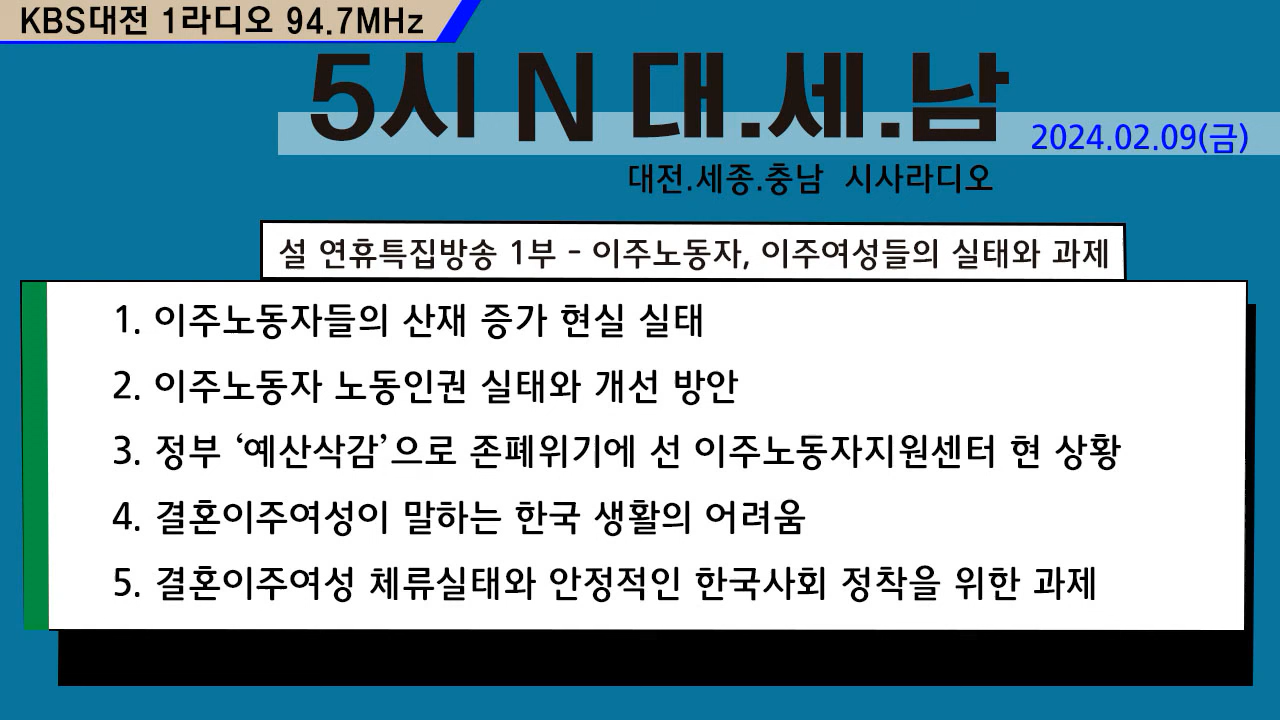 KBS대전 1라디오 94.7MHz
5시 N 대.세.남
2024.02.09(금)
대전.세종.충남 시사라디오
설 연휴특집방송 1부 - 이주노동자, 이주여성들의 실태와 과제
1. 이주노동자들의 산재 증가 현실 실태
2. 이주노동자 노동인권 실태와 개선 방안
3. 정부 ‘예산삭감’으로 존폐위기에 선 이주노동자지원센터 현 상황
4. 결혼이주여성이 말하는 한국 생활의 어려움
5. 결혼이주여성 체류실태와 안정적인 한국사회 정착을 위한 과제